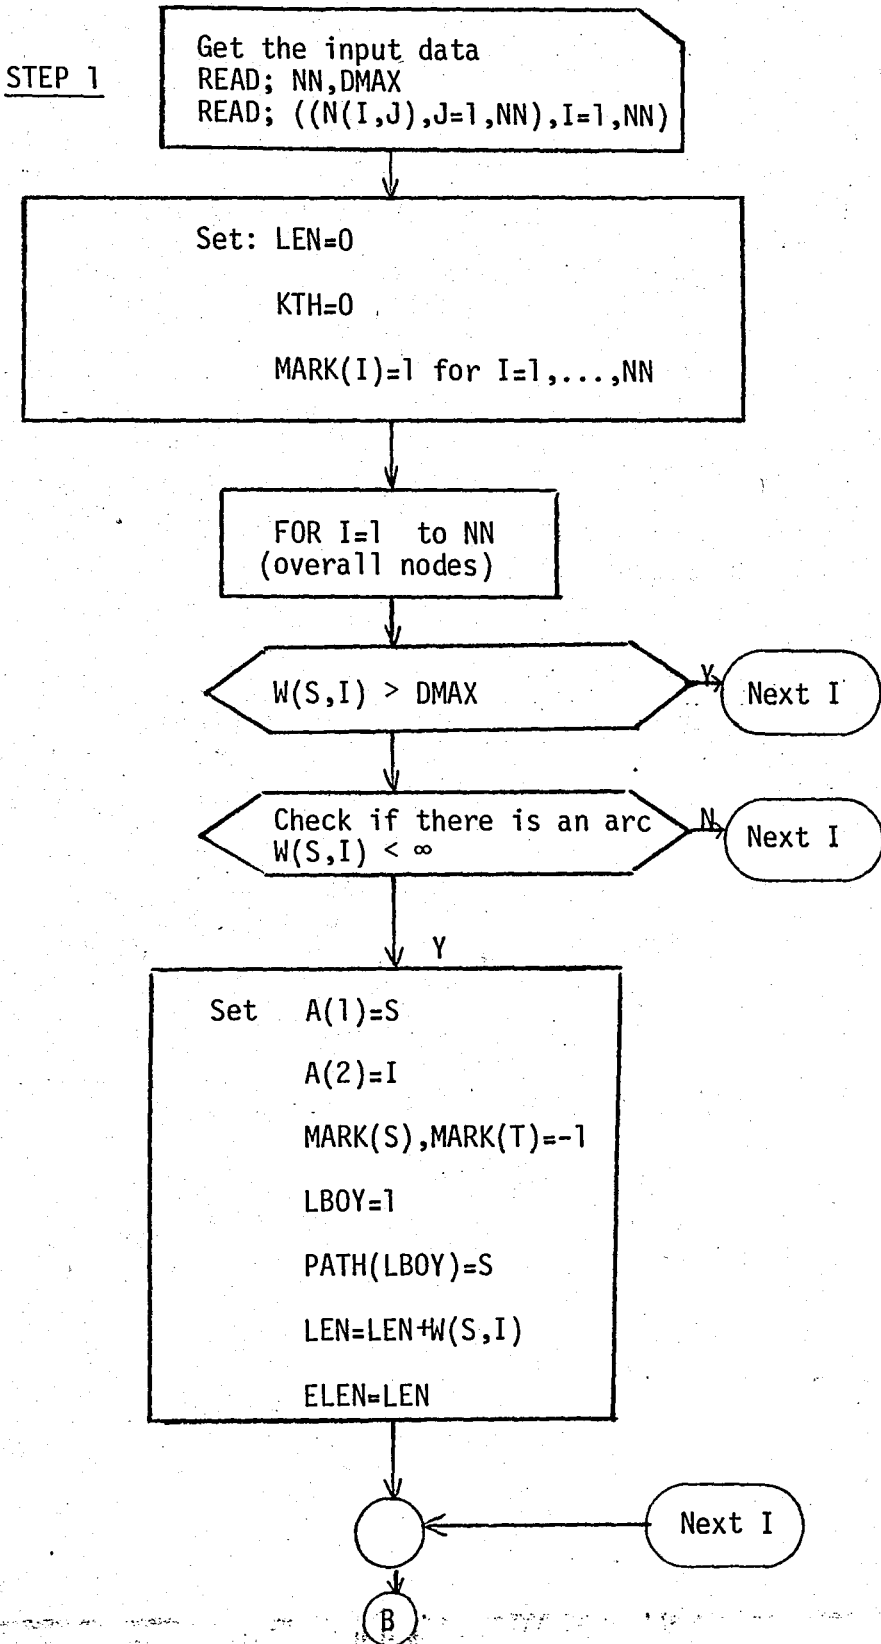 STEP 1
Get the input data
READ; NN,DMAX
READ; ((N(I,J),J=1,NN),I=1,NN)
Set: LEN=0
KTH=0
MARK(I)=1 for I=1,...,NN
FOR I=1 to NN
(overall nodes)
W(S,I) > DMAX
Y
Next I
Check if there is an arc
W(S,I) < ∞
N
Next I
Y
Set A(1)=S
A(2)=I
MARK(S),MARK(T)=-1
LBOY=1
PATH(LBOY)=S
LEN=LEN+W(S,I)
ELEN=LEN
Next I
B